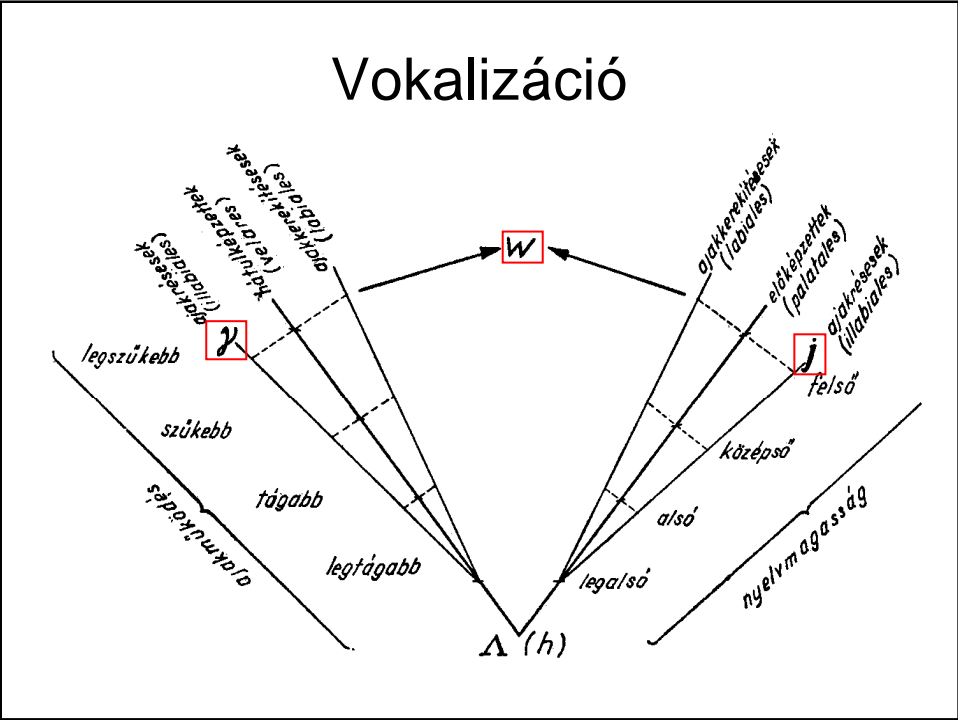 Vokalizáció
ajakrésesek
(illabiales)
hátulképzettek
(velares)
ajakkerekítésesek
(labiales)
w
ajakkerekítésesek
(labiales)
előképzettek
(palatales)
ajakrésesek
(illabiales)
γ
j
legszűkebb
felső
szűkebb
középső
tágabb
alsó
legtágabb
legalsó
ajakműködés
nyelvmagasság
Λ (h)